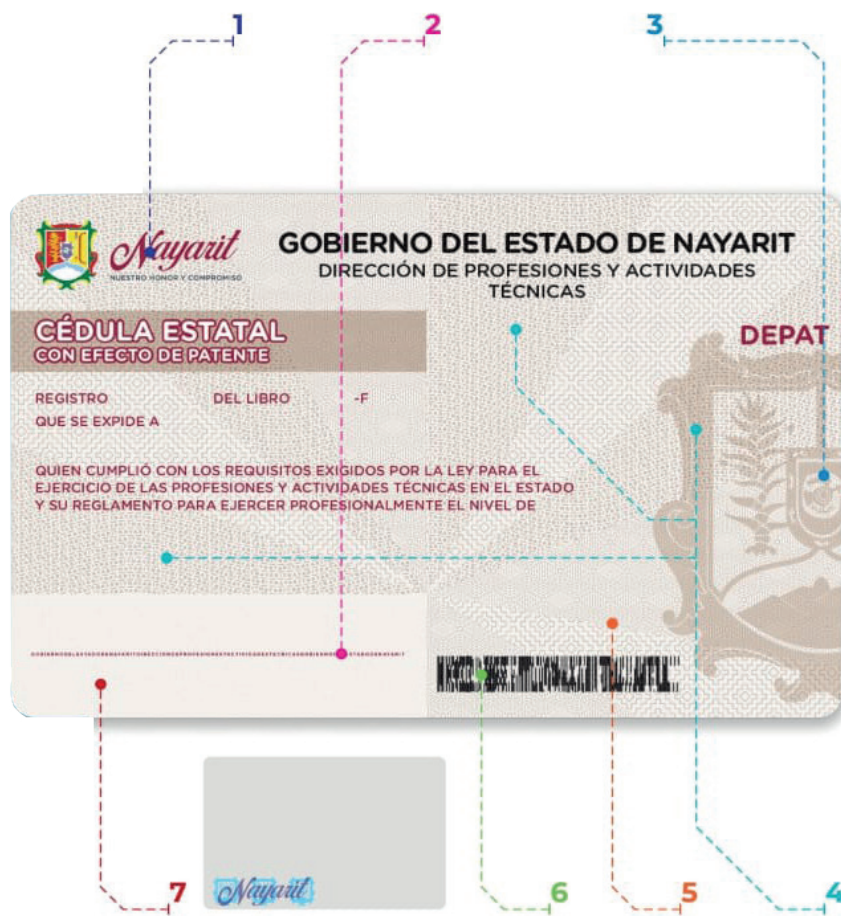 1 2 3
Nayarit
NUESTRO HONOR Y COMPROMISO
GOBIERNO DEL ESTADO DE NAYARIT
DIRECCIÓN DE PROFESIONES Y ACTIVIDADES
TÉCNICAS
CÉDULA ESTATAL
CON EFECTO DE PATENTE
DEPAT
REGISTRO DEL LIBRO -F
QUE SE EXPIDE A
QUIEN CUMPLIÓ CON LOS REQUISITOS EXIGIDOS POR LA LEY PARA EL
EJERCICIO DE LAS PROFESIONES Y ACTIVIDADES TÉCNICAS EN EL ESTADO
Y SU REGLAMENTO PARA EJERCER PROFESIONALMENTE EL NIVEL DE
Nayarit
7 6 5 4